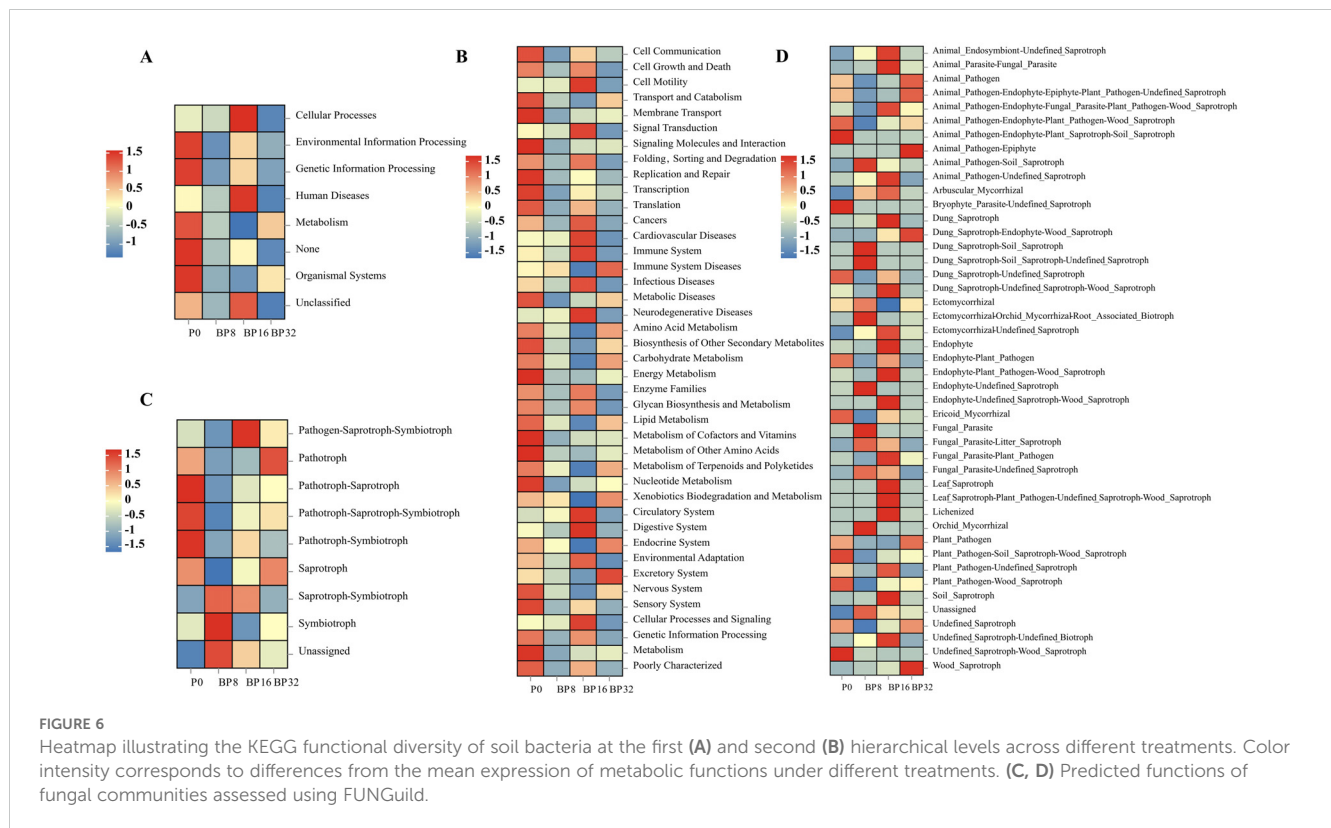 A
Cellular Processes
Environmental Information Processing
Genetic Information Processing
Human Diseases
Metabolism
None
Organismal Systems
Unclassified
1.5
1
0.5
0
-0.5
-1
P0
BP8
BP16
BP32
B
Cell Communication
Cell Growth and Death
Cell Motility
Transport and Catabolism
Membrane Transport
Signal Transduction
Signaling Molecules and Interaction
Folding, Sorting and Degradation
Replication and Repair
Transcription
Translation
Cancers
Cardiovascular Diseases
Immune System
Immune System Diseases
Infectious Diseases
Metabolic Diseases
Neurodegenerative Diseases
Amino Acid Metabolism
Biosynthesis of Other Secondary Metabolites
Carbohydrate Metabolism
Energy Metabolism
Enzyme Families
Glycan Biosynthesis and Metabolism
Lipid Metabolism
Metabolism of Cofactors and Vitamins
Metabolism of Other Amino Acids
Metabolism of Terpenoids and Polyketides
Nucleotide Metabolism
Xenobiotics Biodegradation and Metabolism
Circulatory System
Digestive System
Endocrine System
Environmental Adaptation
Excretory System
Nervous System
Sensory System
Cellular Processes and Signaling
Genetic Information Processing
Metabolism
Poorly Characterized
1.5
1
0.5
0
-0.5
-1
-1.5
P0
BP8
BP16
BP32
C
Pathogen-Saprotroph-Symbiotroph
Pathotroph
Pathotroph-Saprotroph
Pathotroph-Saprotroph-Symbiotroph
Pathotroph-Symbiotroph
Saprotroph
Saprotroph-Symbiotroph
Symbiotroph
Unassigned
1.5
1
0.5
0
-0.5
-1
-1.5
P0
BP8
BP16
BP32
D
Animal_Endosymbiont-Undefined_Saprotroph
Animal_Parasite-Fungal_Parasite
Animal_Pathogen
Animal_Pathogen-Endophyte-Epiphyte-Plant_Pathogen-Undefined_Saprotroph
Animal_Pathogen-Endophyte-Fungal_Parasite-Plant_Pathogen-Wood_Saprotroph
Animal_Pathogen-Endophyte-Plant_Pathogen-Wood_Saprotroph
Animal_Pathogen-Endophyte-Plant_Saprotroph-Soil_Saprotroph
Animal_Pathogen-Epiphyte
Animal_Pathogen-Soil_Saprotroph
Animal_Pathogen-Undefined_Saprotroph
Arbuscular_Mycorrhizal
Bryophyte_Parasite-Undefined_Saprotroph
Dung_Saprotroph
Dung_Saprotroph-Endophyte-Wood_Saprotroph
Dung_Saprotroph-Soil_Saprotroph
Dung_Saprotroph-Soil_Saprotroph-Undefined_Saprotroph
Dung_Saprotroph-Undefined_Saprotroph
Dung_Saprotroph-Undefined_Saprotroph-Wood_Saprotroph
Ectomycorrhizal
Ectomycorrhizal-Orchid_Mycorrhizal-Root_Associated_Biotroph
Ectomycorrhizal-Undefined_Saprotroph
Endophyte
Endophyte-Plant_Pathogen
Endophyte-Plant_Pathogen-Wood_Saprotroph
Endophyte-Undefined_Saprotroph
Endophyte-Undefined_Saprotroph-Wood_Saprotroph
Ericoid_Mycorrhizal
Fungal_Parasite
Fungal_Parasite-Litter_Saprotroph
Fungal_Parasite-Plant_Pathogen
Fungal_Parasite-Undefined_Saprotroph
Leaf_Saprotroph
Leaf_Saprotroph-Plant_Pathogen-Undefined_Saprotroph-Wood_Saprotroph
Lichenized
Orchid_Mycorrhizal
Plant_Pathogen
Plant_Pathogen-Soil_Saprotroph-Wood_Saprotroph
Plant_Pathogen-Undefined_Saprotroph
Plant_Pathogen-Wood_Saprotroph
Soil_Saprotroph
Unassigned
Undefined_Saprotroph
Undefined_Saprotroph-Undefined_Biotroph
Undefined_Saprotroph-Wood_Saprotroph
Wood_Saprotroph
1.5
1
0.5
0
-0.5
-1
-1.5
P0
BP8
BP16
BP32
FIGURE 6
Heatmap illustrating the KEGG functional diversity of soil bacteria at the first (A) and second (B) hierarchical levels across different treatments. Color
intensity corresponds to differences from the mean expression of metabolic functions under different treatments. (C, D) Predicted functions of
fungal communities assessed using FUNGuild.